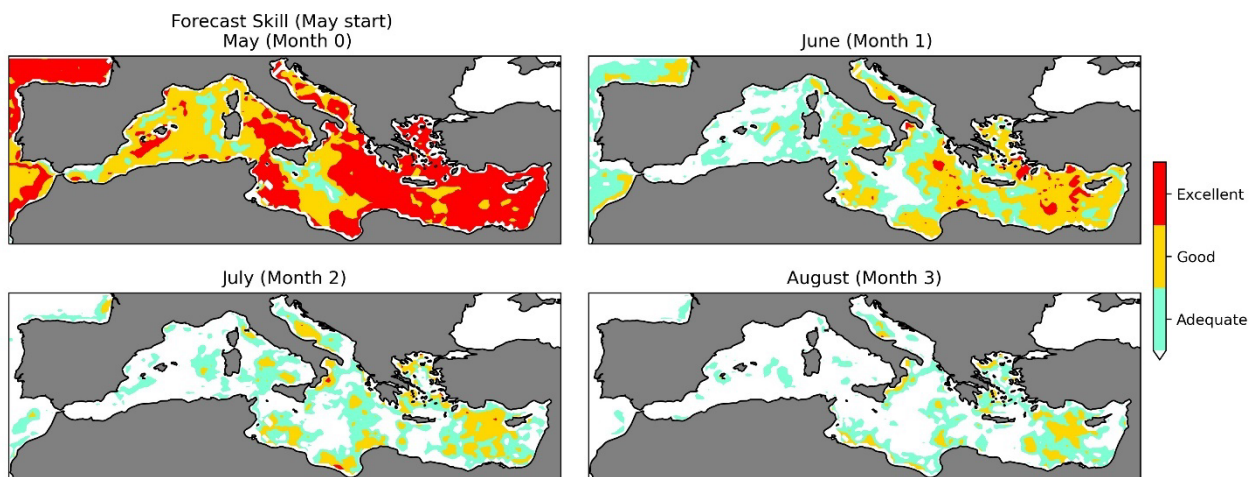 Forecast Skill (May start)
May (Month 0)
June (Month 1)
Excellent
Good
Adequate
July (Month 2)
August (Month 3)